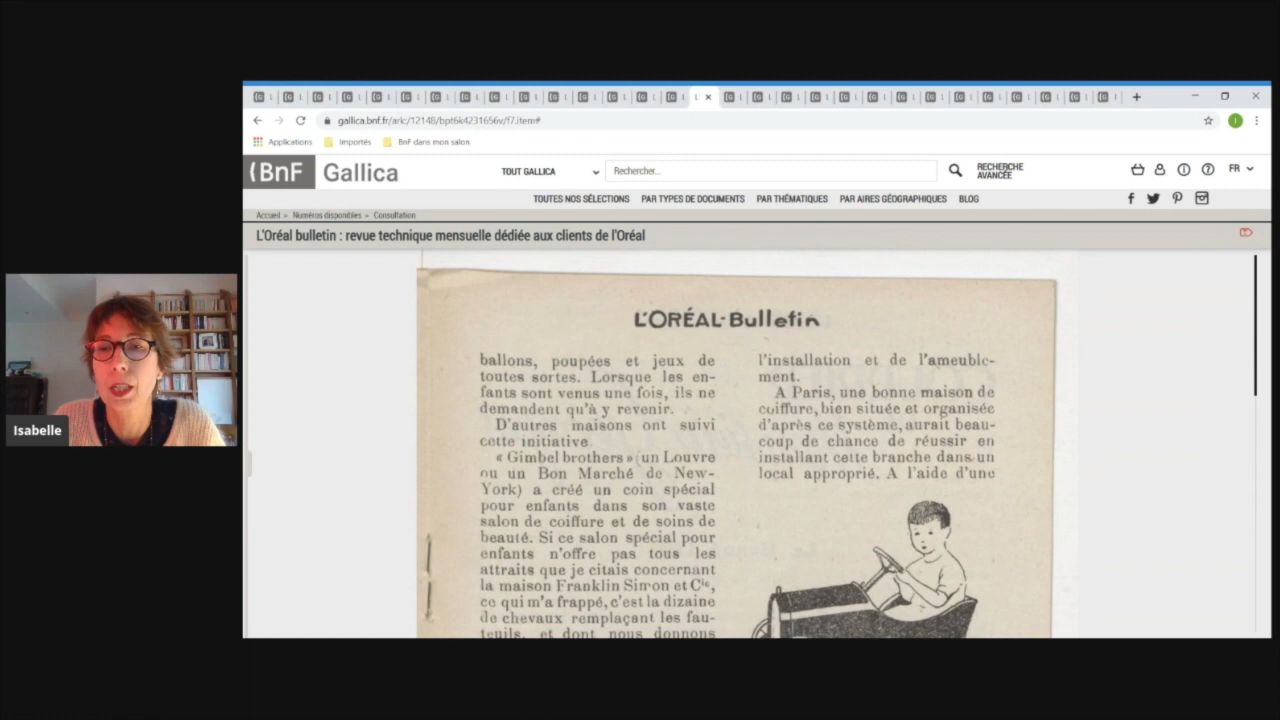 gallica.bnf.fr/ark:/12148/bpt6k4231656v/f7.item#
Applications
Importés
BnF dans mon salon
BnF Gallica
TOUT GALLICA
Rechercher...
RECHERCHE
AVANCÉE
FR
TOUTES NOS SÉLECTIONS PAR TYPES DE DOCUMENTS PAR THÉMATIQUES PAR AIRES GÉOGRAPHIQUES BLOG
Accueil > Numéros disponibles > Consultation
L'Oréal bulletin : revue technique mensuelle dédiée aux clients de l'Oréal
L'ORÉAL-Bulletin
ballons, poupées et jeux de
toutes sortes. Lorsque les en-
fants sont venus une fois, ils ne
demandent qu'à y revenir.
D'autres maisons ont suivi
cette initiative
« Gimbel brothers » (un Louvre
ou un Bon Marché de New-
York) a créé un coin spécial
pour enfants dans son vaste
salon de coiffure et de soins de
beauté. Si ce salon spécial pour
enfants n'offre pas tous les
attraits que je citais concernant
la maison Franklin Simon et Cie,
ce qui m'a frappé, c'est la dizaine
de chevaux remplaçant les fau-
teuils, et dont nous donnons
l'installation et de l'ameuble-
ment.
A Paris, une bonne maison de
coiffure, bien située et organisée
d'après ce système, aurait beau-
coup de chance de réussir en
installant cette branche dans un
local approprié. A l'aide d'une
Isabelle